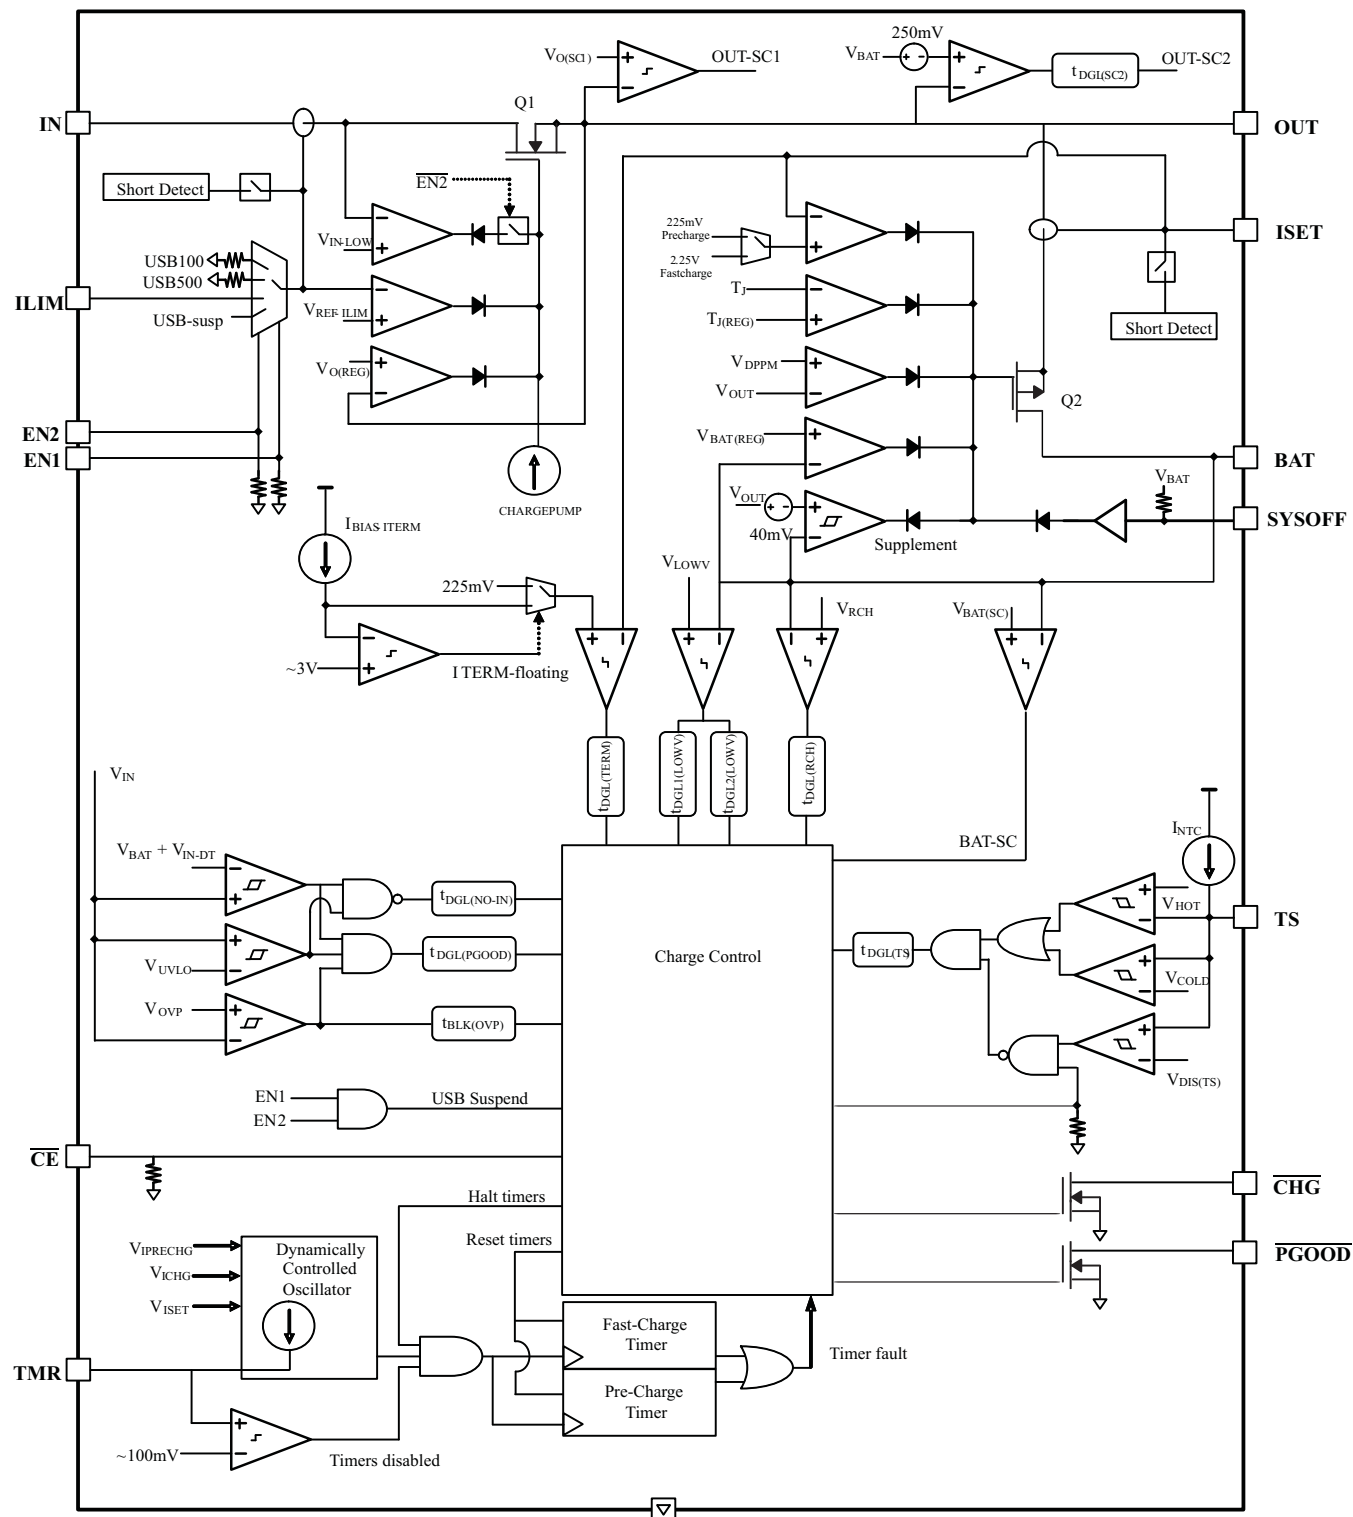 250mV
VO(SC1)
OUT-SC1
VBAT
tDGL(SC2)
OUT-SC2
Q1
IN
OUT
Short Detect
EN2
225mV
Precharge
2.25V
Fastcharge
ISET
VIN-LOW
USB100
USB500
ILIM
USB-susp
VREF-ILIM
TJ
TJ(REG)
Short Detect
VO(REG)
VDPPM
VOUT
Q2
EN2
EN1
VBAT(REG)
BAT
CHARGEPUMP
VOUT
40mV
VBAT
SYSOFF
IBIAS ITERM
Supplement
225mV
VLOWV
VRCH
VBAT(SC)
~3V
I TERM-floating
tDGL(TERM)
tDGL1(LOWV)
tDGL2(LOWV)
tDGL(RCH)
VIN
BAT-SC
INTC
VBAT + VIN-DT
tDGL(NO-IN)
VHOT
TS
VUVLO
tDGL(PGOOD)
Charge Control
tDGL(TS)
VCOLD
VOVP
tBLK(OVP)
VDIS(TS)
EN1
EN2
USB Suspend
CE
Halt timers
CHG
Reset timers
PGOOD
VIPRECHG
VICHG
VISET
Dynamically
Controlled
Oscillator
Fast-Charge
Timer
Timer fault
TMR
Pre-Charge
Timer
~100mV
Timers disabled